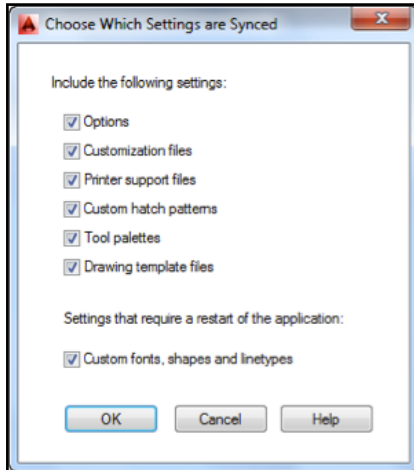 Choose Which Settings are Synced
Include the following settings:
Options
Customization files
Printer support files
Custom hatch patterns
Tool palettes
Drawing template files
Settings that require a restart of the application:
Custom fonts, shapes and linetypes
OK Cancel Help